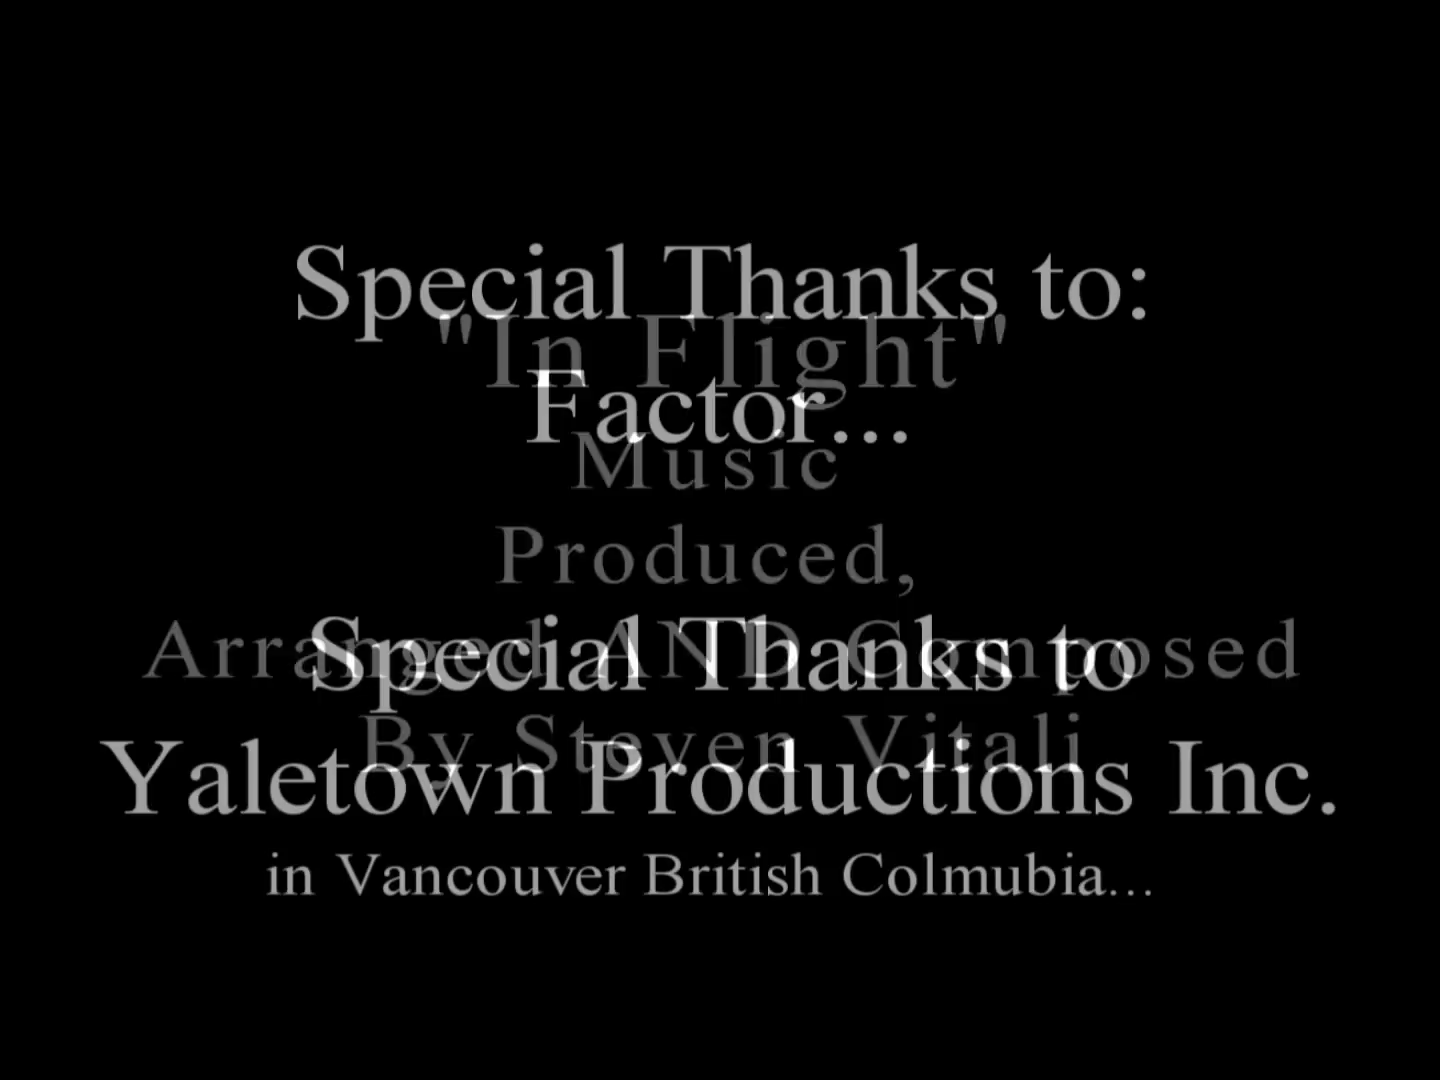 Special Thanks to:
"In Flight"
Factor...
Music
Produced,
Arranged AND Composed
Special Thanks to
By Steven Vitali
Yaletown Productions Inc.
in Vancouver British Colmubia...